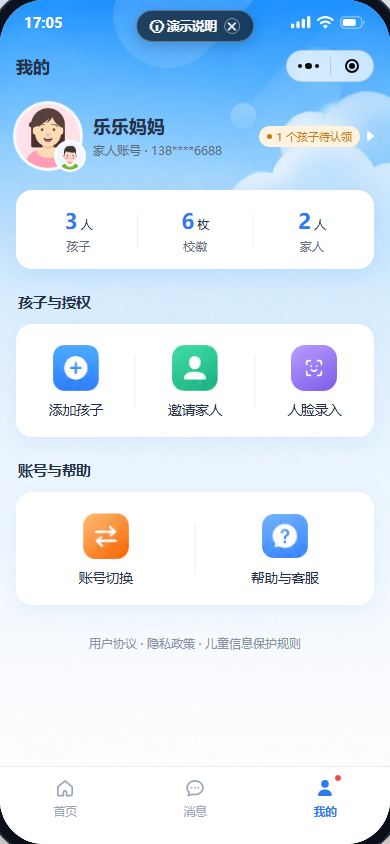 17:05
演示说明
我的
乐乐妈妈
家人账号 · 138****6688
1 个孩子待认领
3 人
孩子
6 枚
校徽
2 人
家人
孩子与授权
添加孩子
邀请家人
人脸录入
账号与帮助
账号切换
帮助与客服
用户协议 · 隐私政策 · 儿童信息保护规则
首页
消息
我的